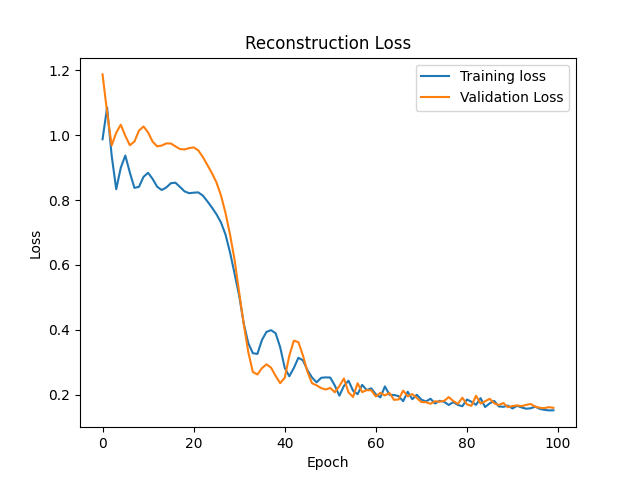 Reconstruction Loss
Training loss
Validation Loss
Loss
1.2
1.0
0.8
0.6
0.4
0.2
0 20 40 60 80 100
Epoch